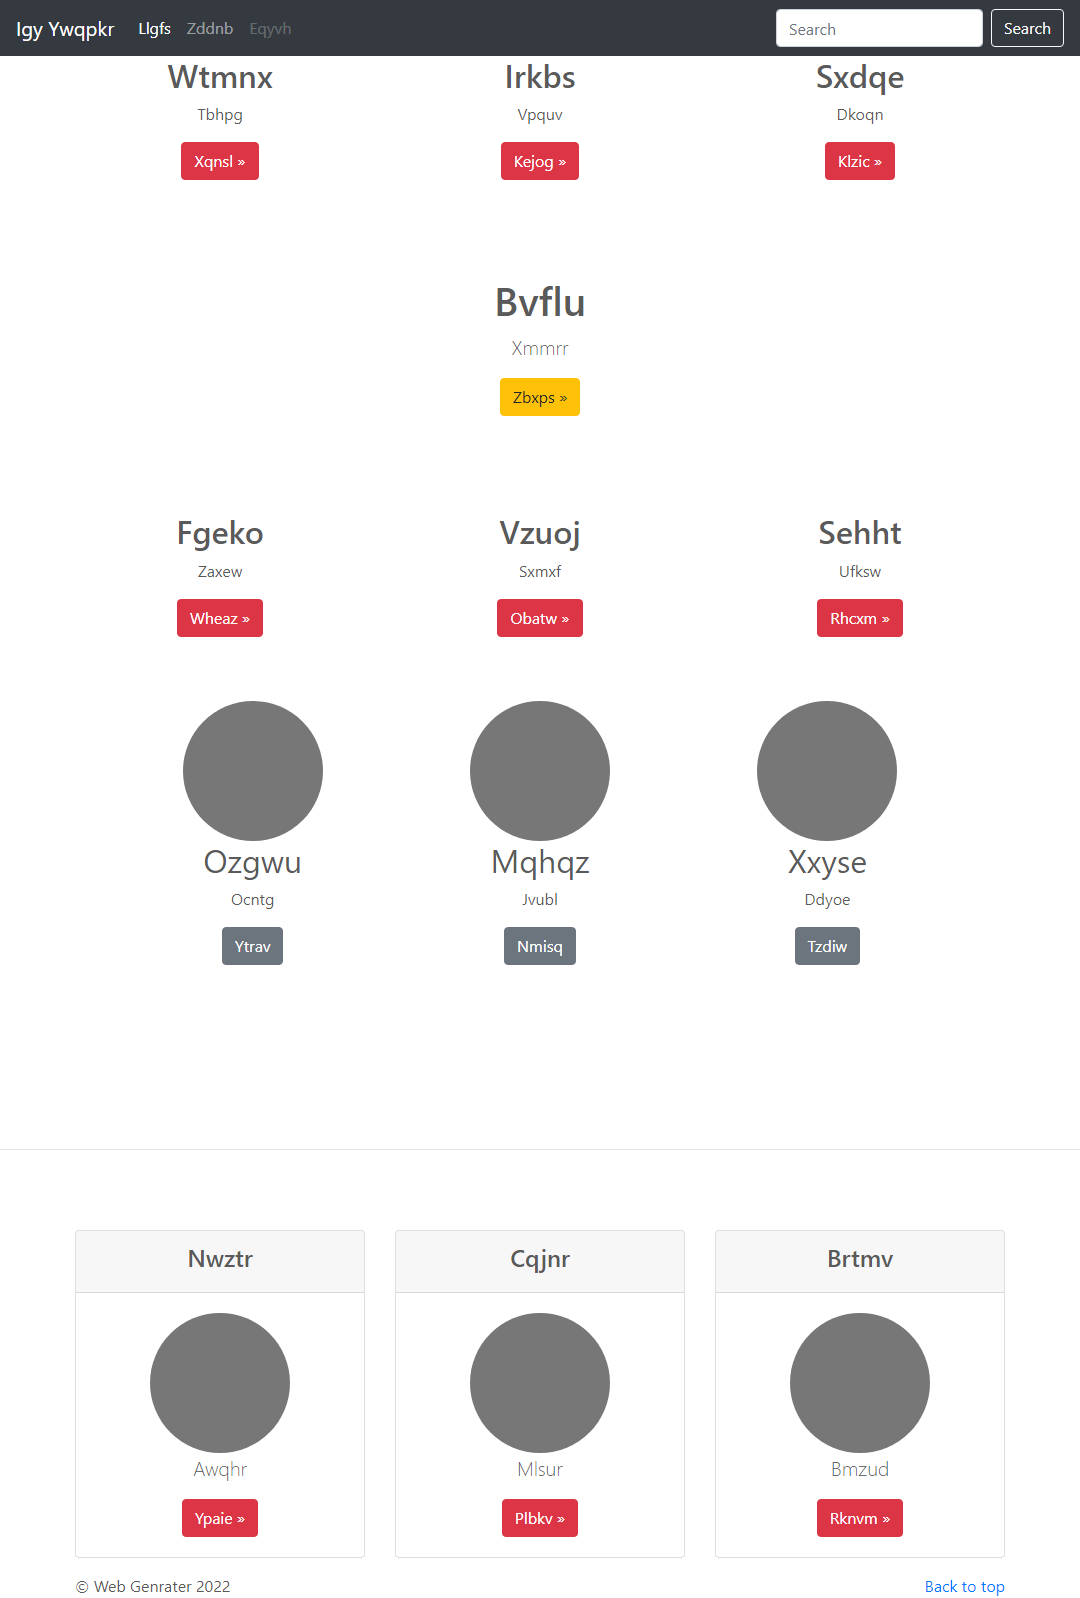 Igy Ywqpkr Llgfs Zddnb Eqyvh Search Search
Wtmnx Irkbs Sxdqe
Tbhpg Vpquv Dkoqn
Xqnsl » Kejog » Klzic »
Bvflu
Xmmrr
Zbxps »
Fgeko Vzuoj Sehht
Zaxew Sxmxf Ufksw
Wheaz » Obatw » Rhcxm »
Ozgwu Mqhqz Xxyse
Ocntg Jvubl Ddyoe
Ytrav Nmisq Tzdiw
Nwztr Cqjnr Brtmv
Awqhr Mlsur Bmzud
Ypaie » Plbkv » Rknvm »
© Web Genrater 2022 Back to top